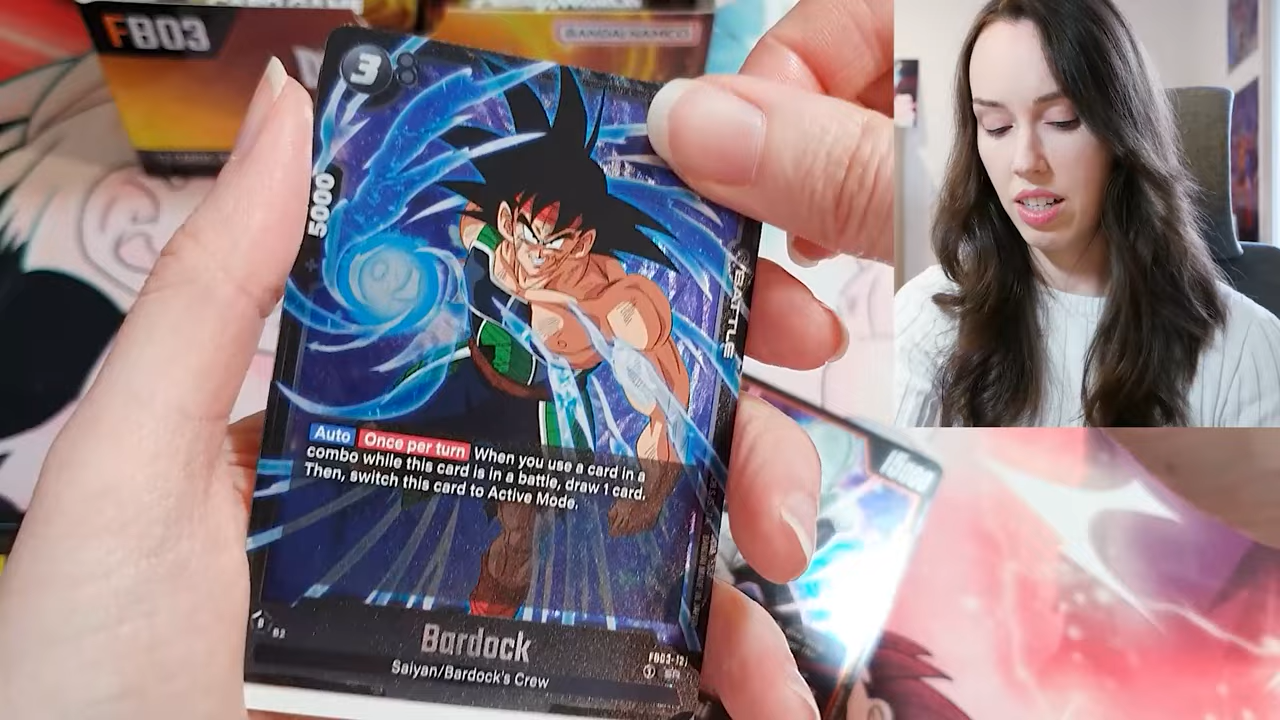 FB03
BANDAI NAMCO
3
5000
BATTLE
Auto Once per turn When you use a card in a
combo while this card is in a battle, draw 1 card.
Then, switch this card to Active Mode.
Bardock
Saiyan/Bardock's Crew
SR